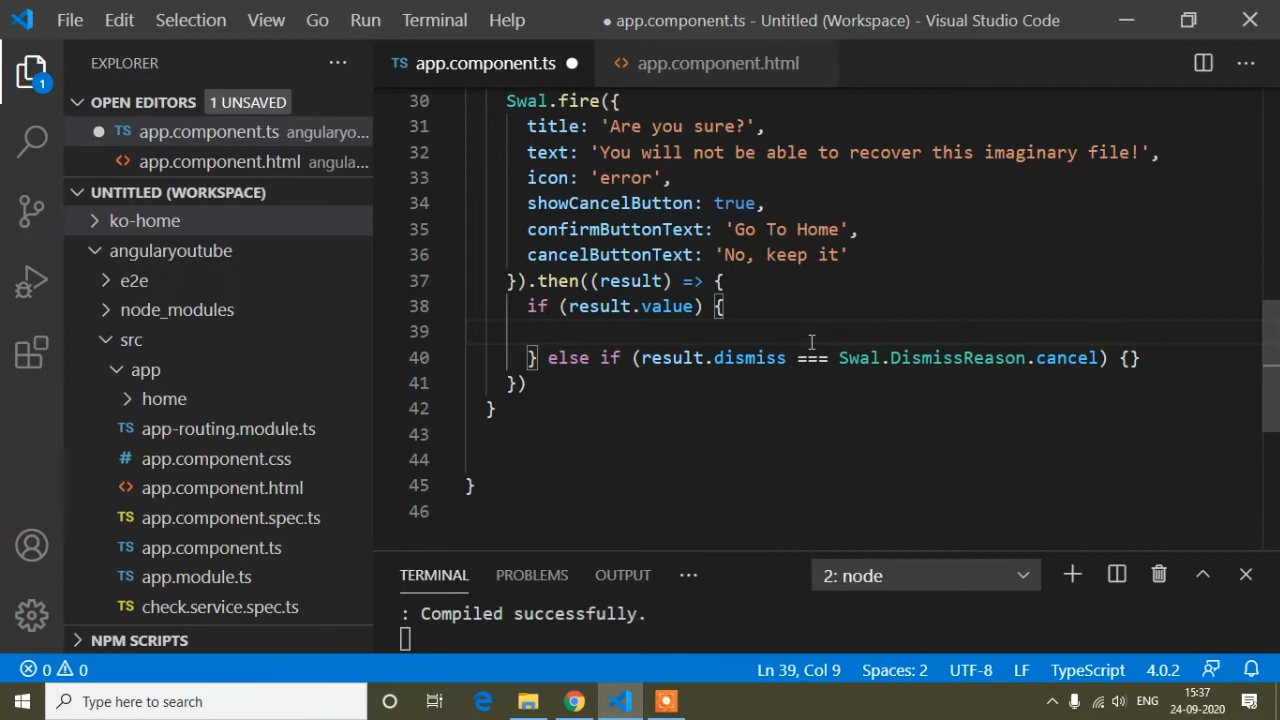 File Edit Selection View Go Run Terminal Help ● app.component.ts - Untitled (Workspace) - Visual Studio Code
EXPLORER ···
TS app.component.ts ●
<> app.component.html ···
1
OPEN EDITORS 1 UNSAVED
● TS app.component.ts angularyo...
<> app.component.html angula...
UNTITLED (WORKSPACE)
ko-home
angularyoutube
e2e
node_modules
src
app
home
TS app-routing.module.ts
# app.component.css
<> app.component.html
TS app.component.spec.ts
TS app.component.ts
TS app.module.ts
TS check.service.spec.ts
NPM SCRIPTS
30 Swal.fire({
31 title: 'Are you sure?',
32 text: 'You will not be able to recover this imaginary file!',
33 icon: 'error',
34 showCancelButton: true,
35 confirmButtonText: 'Go To Home',
36 cancelButtonText: 'No, keep it'
37 }).then((result) => {
38 if (result.value) {
39
40 } else if (result.dismiss === Swal.DismissReason.cancel) {}
41 })
42 }
43
44
45 }
46
TERMINAL PROBLEMS OUTPUT ··· 2: node
: Compiled successfully.
0 0 Ln 39, Col 9 Spaces: 2 UTF-8 LF TypeScript 4.0.2
Type here to search
ENG 15:37
24-09-2020